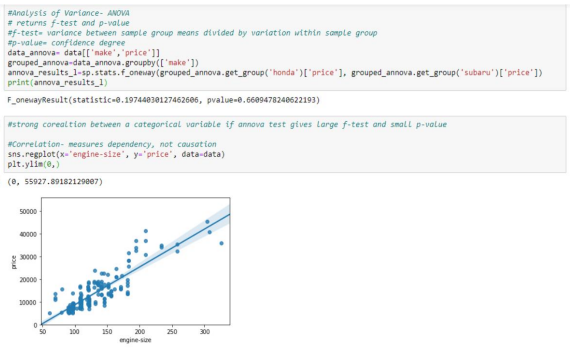 #Analysis of Variance- ANOVA
# returns f-test and p-value
#f-test= variance between sample group means divided by variation within sample group
#p-value= confidence degree
data_annova= data[['make','price']]
grouped_annova=data_annova.groupby(['make'])
annova_results_l=sp.stats.f_oneway(grouped_annova.get_group('honda')['price'], grouped_annova.get_group('subaru')['price'])
print(annova_results_l)
F_onewayResult(statistic=0.19744030127462606, pvalue=0.6609478240622193)
#strong corealtion between a categorical variable if annova test gives large f-test and small p-value
#Correlation- measures dependency, not causation
sns.regplot(x='engine-size', y='price', data=data)
plt.ylim(0,)
(0, 55927.89182129007)
50000
40000
30000
20000
10000
0
price
50 100 150 200 250 300
engine-size